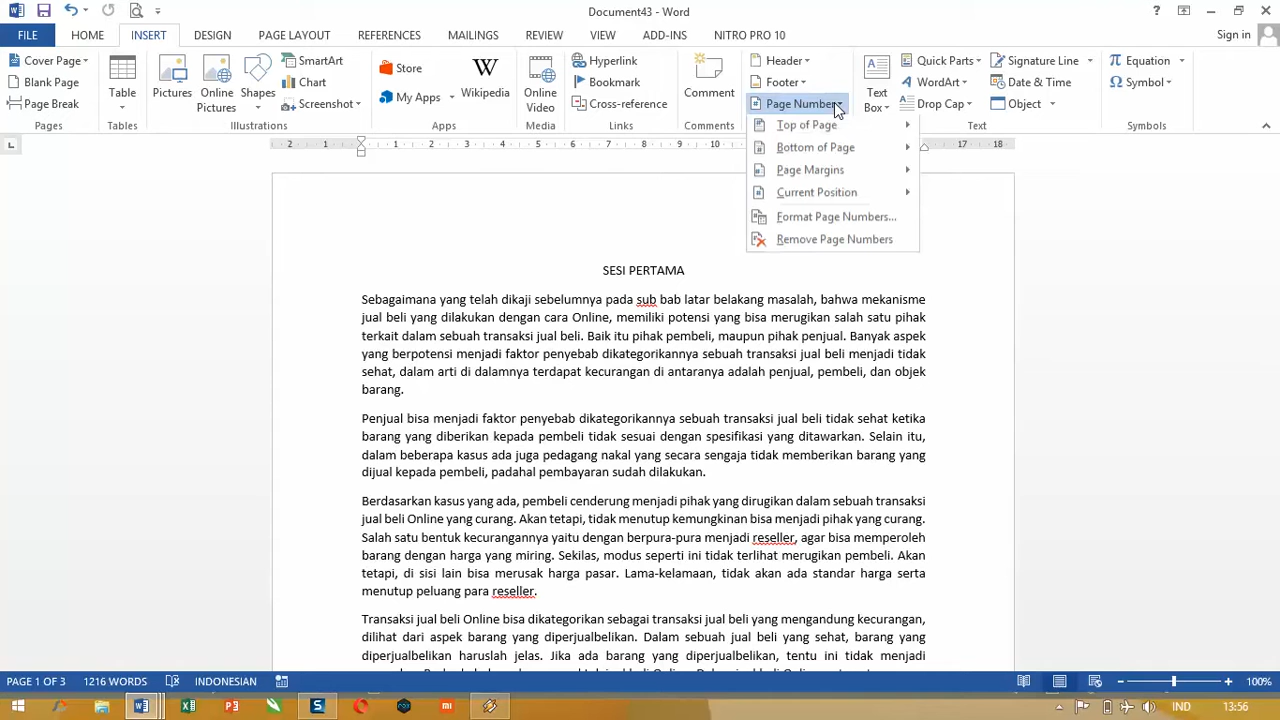 Document43 - Word
Sign in
FILE HOME INSERT DESIGN PAGE LAYOUT REFERENCES MAILINGS REVIEW VIEW ADD-INS NITRO PRO 10
Cover Page
Blank Page
Page Break
Pages
Table
Tables
Pictures
Online Pictures
Shapes
SmartArt
Chart
Screenshot
Illustrations
Store
My Apps
Wikipedia
Apps
Online Video
Media
Hyperlink
Bookmark
Cross-reference
Links
Comment
Comments
Header
Footer
Page Number
Top of Page
Bottom of Page
Page Margins
Current Position
Format Page Numbers...
Remove Page Numbers
Text Box
Quick Parts
WordArt
Drop Cap
Signature Line
Date & Time
Object
Text
Equation
Symbol
Symbols
2 1 1 2 3 4 5 6 7 8 9 10 17 18
SESI PERTAMA
Sebagaimana yang telah dikaji sebelumnya pada sub bab latar belakang masalah, bahwa mekanisme
jual beli yang dilakukan dengan cara Online, memiliki potensi yang bisa merugikan salah satu pihak
terkait dalam sebuah transaksi jual beli. Baik itu pihak pembeli, maupun pihak penjual. Banyak aspek
yang berpotensi menjadi faktor penyebab dikategorikannya sebuah transaksi jual beli menjadi tidak
sehat, dalam arti di dalamnya terdapat kecurangan di antaranya adalah penjual, pembeli, dan objek
barang.
Penjual bisa menjadi faktor penyebab dikategorikannya sebuah transaksi jual beli tidak sehat ketika
barang yang diberikan kepada pembeli tidak sesuai dengan spesifikasi yang ditawarkan. Selain itu,
dalam beberapa kasus ada juga pedagang nakal yang secara sengaja tidak memberikan barang yang
dijual kepada pembeli, padahal pembayaran sudah dilakukan.
Berdasarkan kasus yang ada, pembeli cenderung menjadi pihak yang dirugikan dalam sebuah transaksi
jual beli Online yang curang. Akan tetapi, tidak menutup kemungkinan bisa menjadi pihak yang curang.
Salah satu bentuk kecurangannya yaitu dengan berpura-pura menjadi reseller, agar bisa memperoleh
barang dengan harga yang miring. Sekilas, modus seperti ini tidak terlihat merugikan pembeli. Akan
tetapi, di sisi lain bisa merusak harga pasar. Lama-kelamaan, tidak akan ada standar harga serta
menutup peluang para reseller.
Transaksi jual beli Online bisa dikategorikan sebagai transaksi jual beli yang mengandung kecurangan,
dilihat dari aspek barang yang diperjualbelikan. Dalam sebuah jual beli yang sehat, barang yang
diperjualbelikan haruslah jelas. Jika ada barang yang diperjualbelikan, tentu ini tidak menjadi
PAGE 1 OF 3 1216 WORDS INDONESIAN 100%
IND 13:56